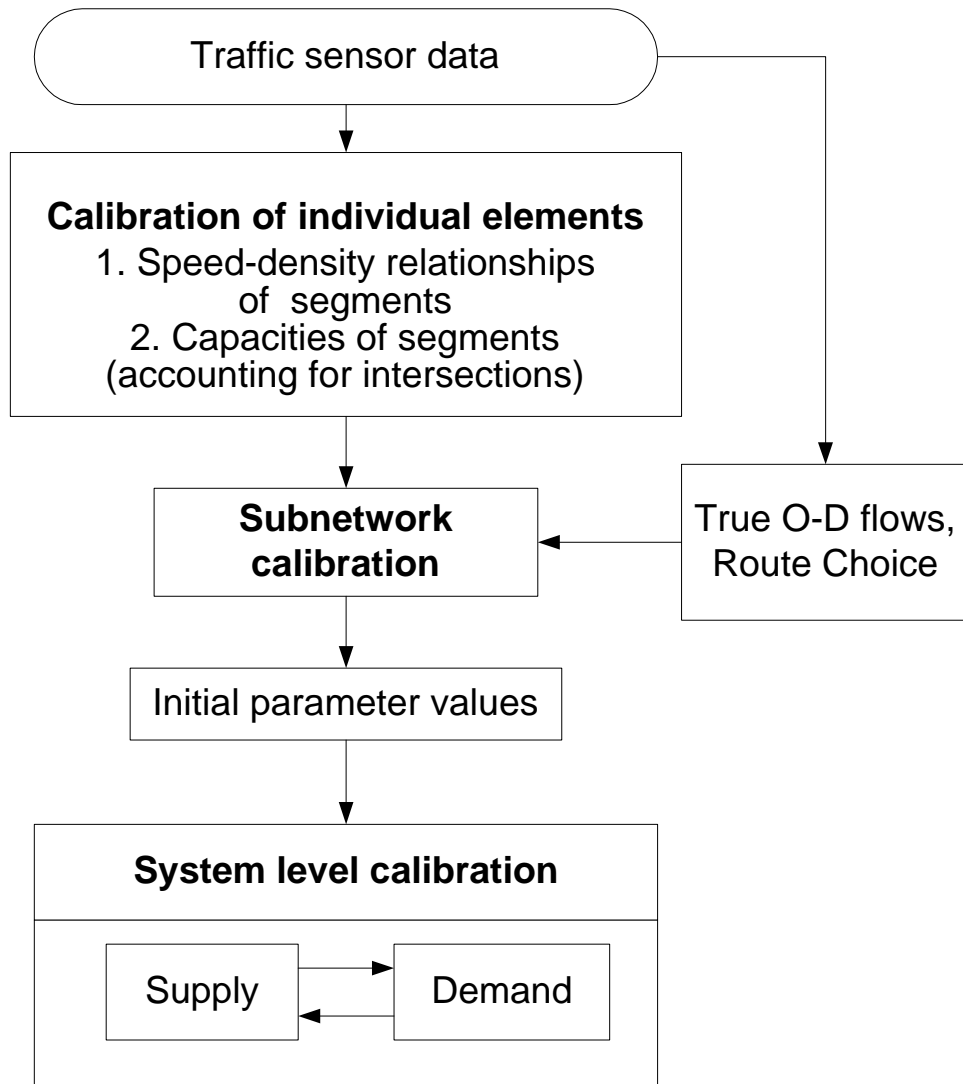 Traffic sensor data
Calibration of individual elements
1. Speed-density relationships
of segments
2. Capacities of segments
(accounting for intersections)
Subnetwork
calibration
True O-D flows,
Route Choice
Initial parameter values
System level calibration
Supply
Demand